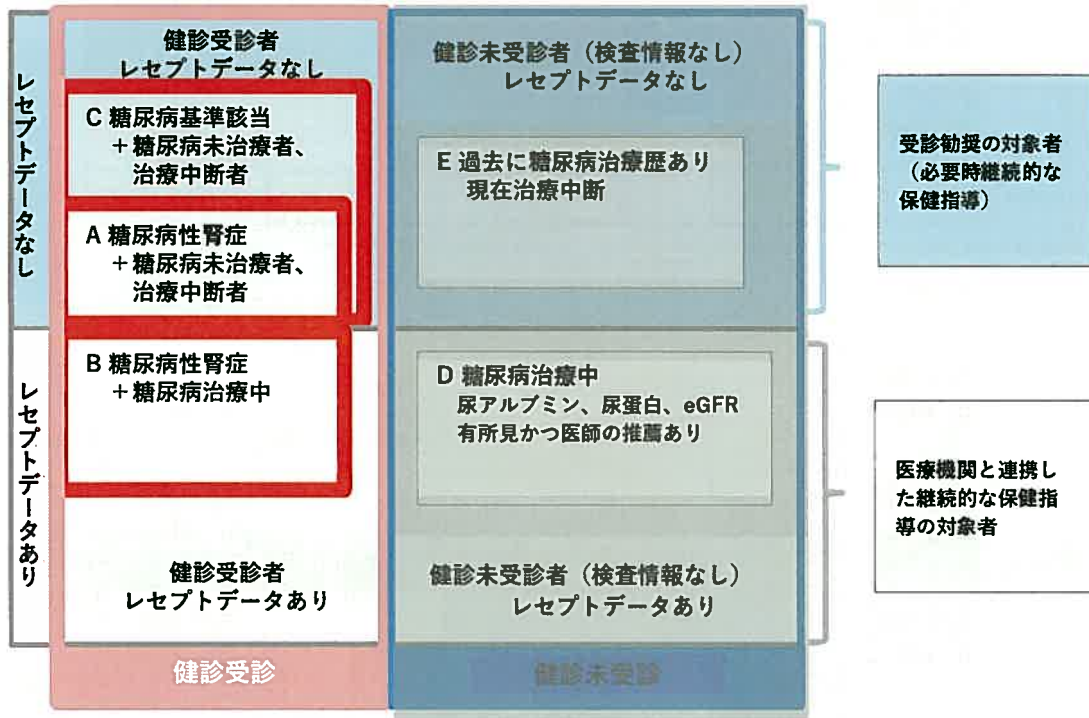 レセプトデータなし
健診受診者
レセプトデータなし
C 糖尿病基準該当
＋糖尿病未治療者、
治療中断者
A 糖尿病性腎症
＋糖尿病未治療者、
治療中断者
健診未受診者（検査情報なし）
レセプトデータなし
E 過去に糖尿病治療歴あり
現在治療中断
受診勧奨の対象者
（必要時継続的な
保健指導）
レセプトデータあり
B 糖尿病性腎症
＋糖尿病治療中
健診受診者
レセプトデータあり
D 糖尿病治療中
尿アルブミン、尿蛋白、eGFR
有所見かつ医師の推薦あり
健診未受診者（検査情報なし）
レセプトデータあり
医療機関と連携し
た継続的な保健指
導の対象者
健診受診
健診未受診